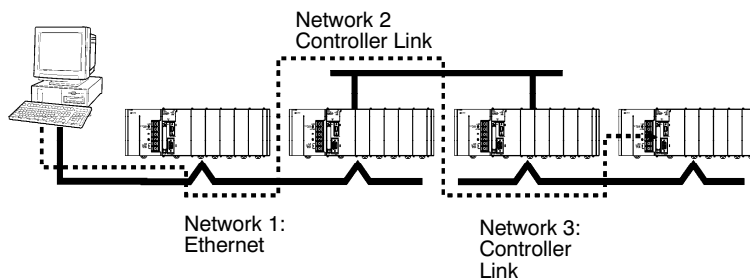 Network 2
Controller Link
Network 1:
Ethernet
Network 3:
Controller
Link